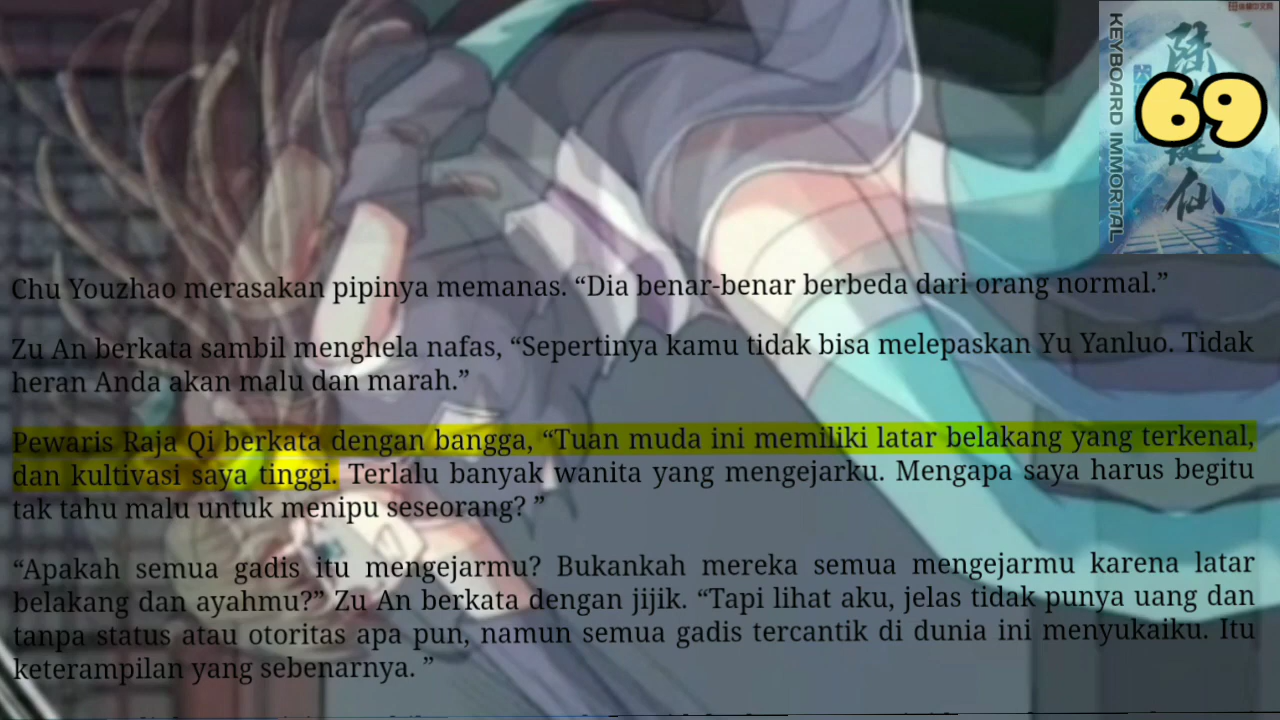 KEYBOARD IMMORTAL
仙
69
Chu Youzhao merasakan pipinya memanas. “Dia benar-benar berbeda dari orang normal.”
Zu An berkata sambil menghela nafas, “Sepertinya kamu tidak bisa melepaskan Yu Yanluo. Tidak
heran Anda akan malu dan marah.”
Pewaris Raja Qi berkata dengan bangga, “Tuan muda ini memiliki latar belakang yang terkenal,
dan kultivasi saya tinggi. Terlalu banyak wanita yang mengejarku. Mengapa saya harus begitu
tak tahu malu untuk menipu seseorang? ”
“Apakah semua gadis itu mengejarmu? Bukankah mereka semua mengejarmu karena latar
belakang dan ayahmu?” Zu An berkata dengan jijik. “Tapi lihat aku, jelas tidak punya uang dan
tanpa status atau otoritas apa pun, namun semua gadis tercantik di dunia ini menyukaiku. Itu
keterampilan yang sebenarnya. ”